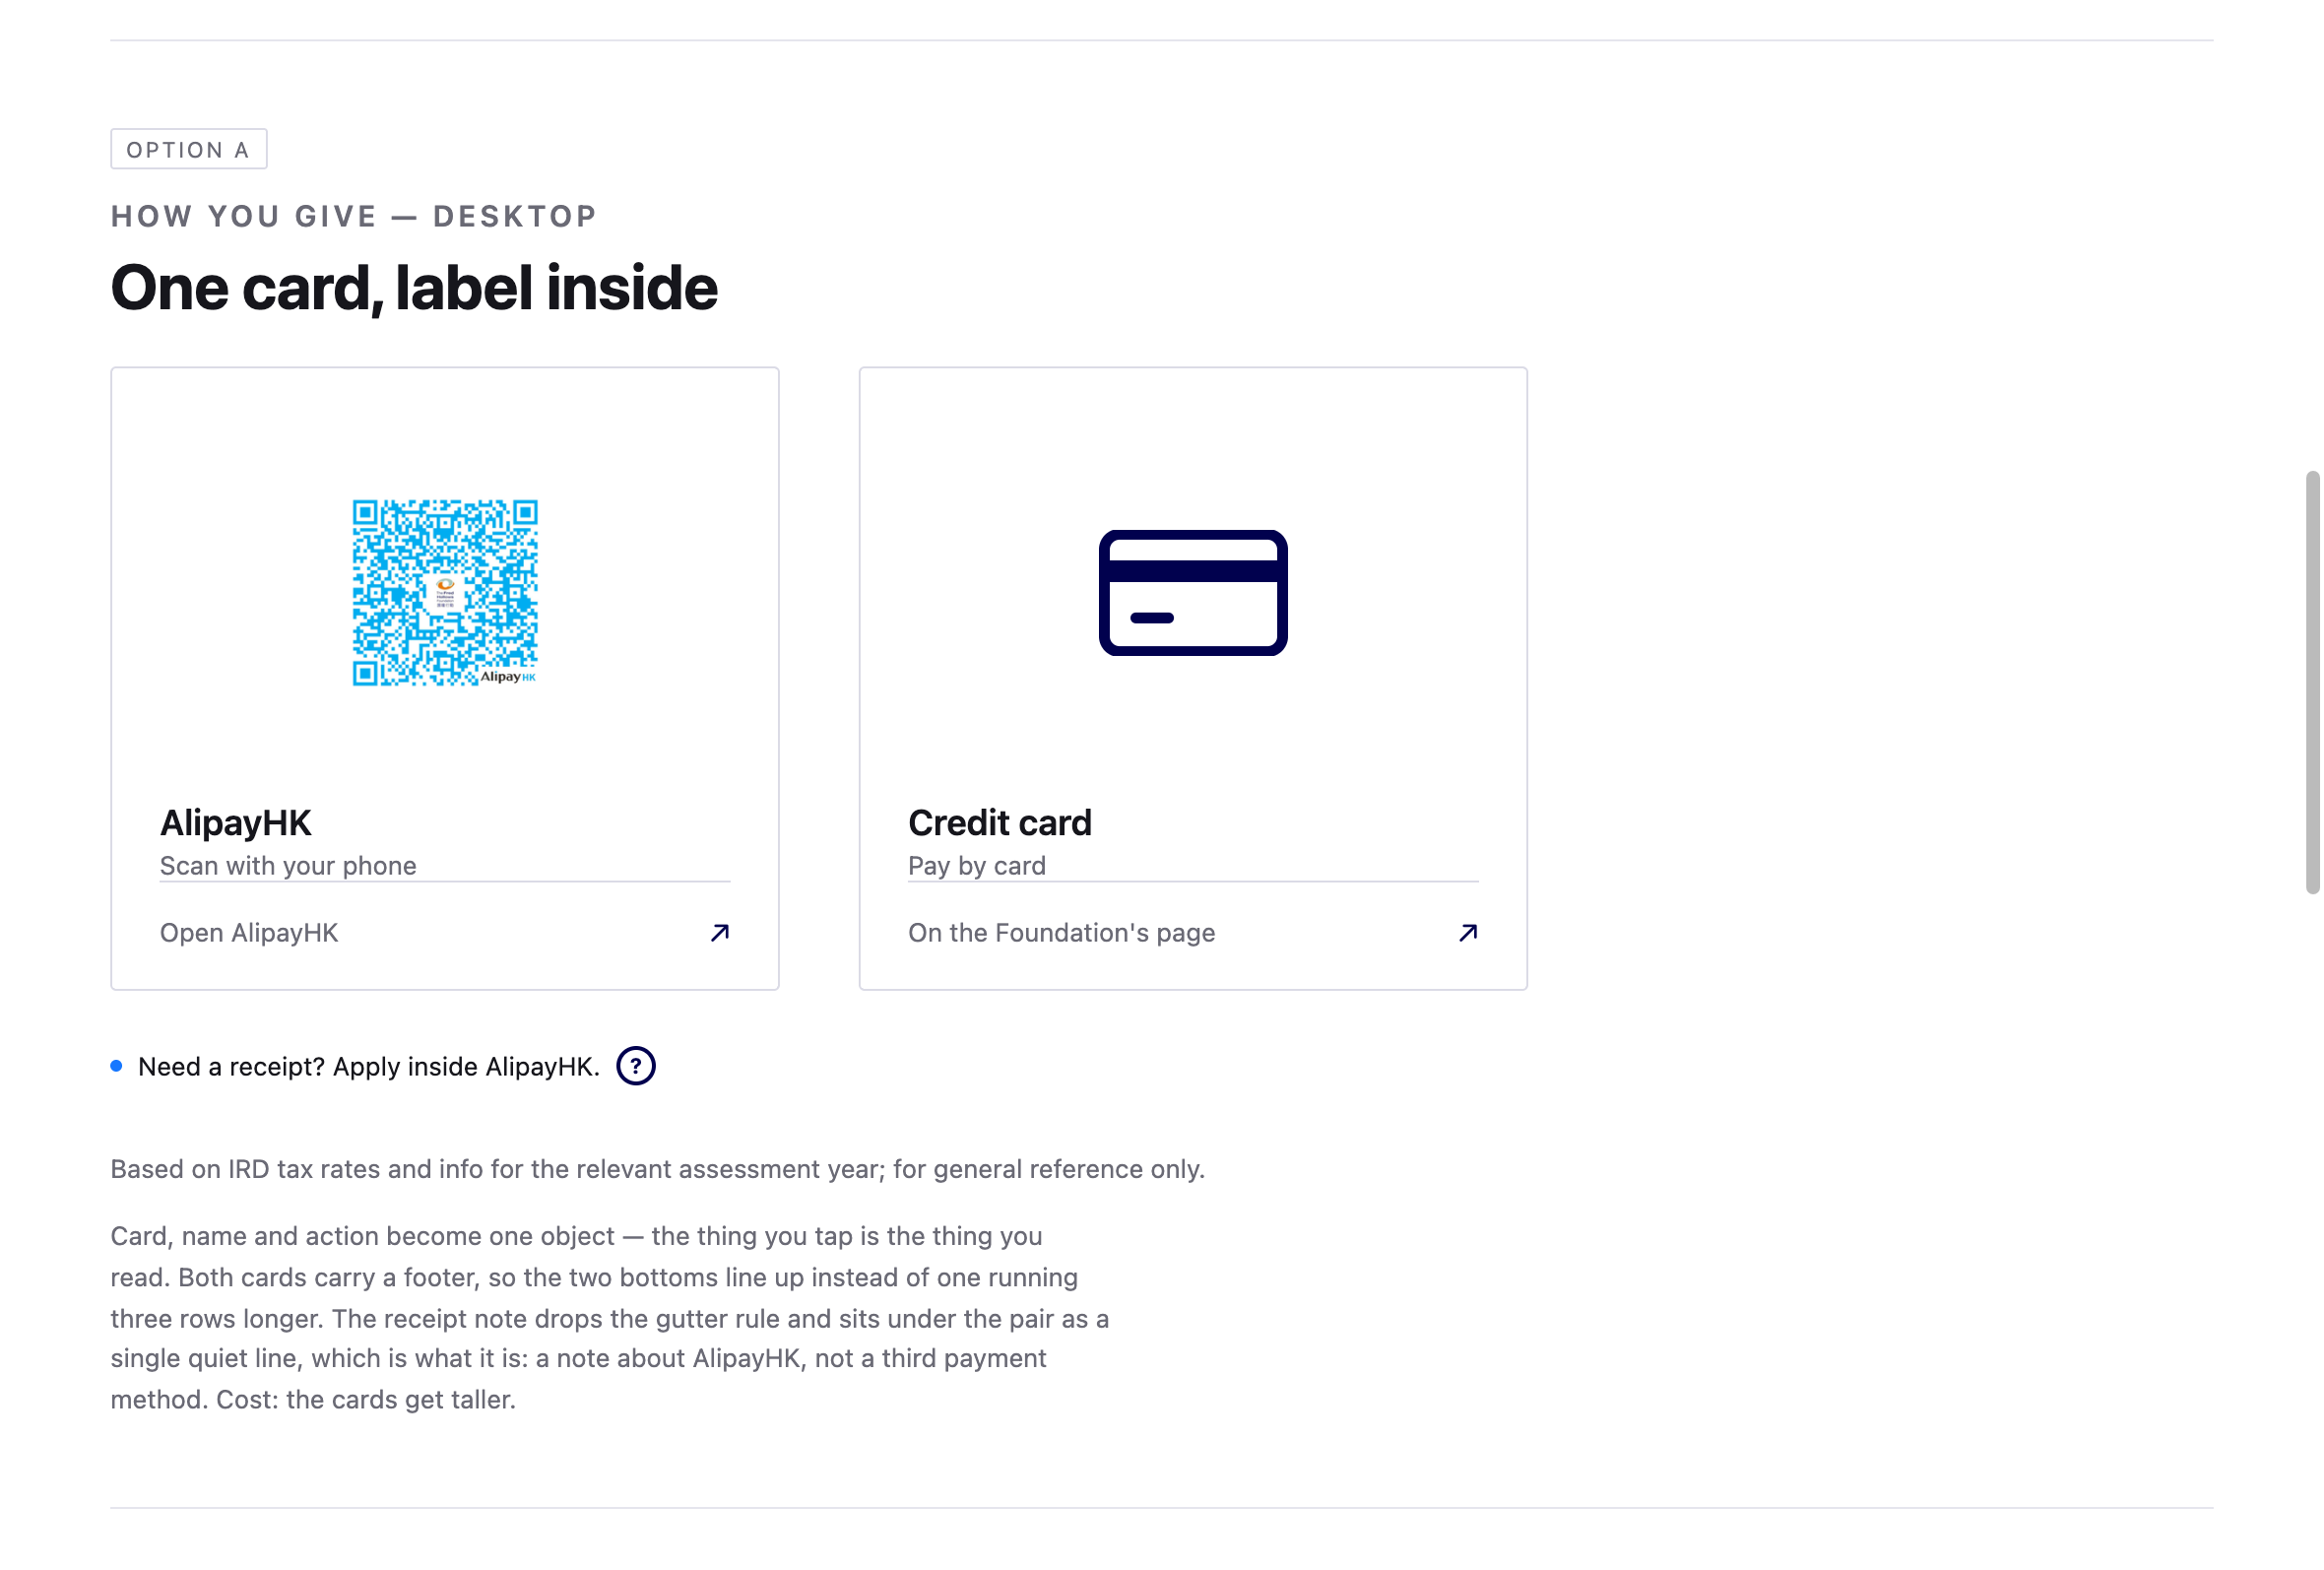 OPTION A
HOW YOU GIVE — DESKTOP
One card, label inside
Alipay HK
AlipayHK
Scan with your phone
Open AlipayHK
Credit card
Pay by card
On the Foundation's page
Need a receipt? Apply inside AlipayHK. ?
Based on IRD tax rates and info for the relevant assessment year; for general reference only.
Card, name and action become one object — the thing you tap is the thing you
read. Both cards carry a footer, so the two bottoms line up instead of one running
three rows longer. The receipt note drops the gutter rule and sits under the pair as a
single quiet line, which is what it is: a note about AlipayHK, not a third payment
method. Cost: the cards get taller.